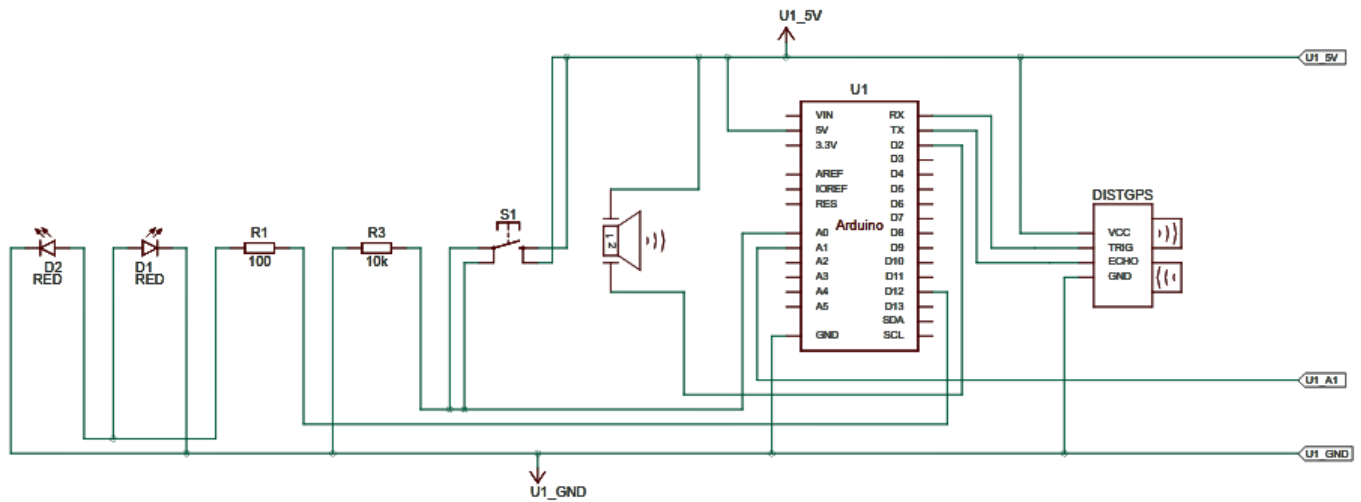 U1_5V
U1_5V
U1
VIN
5V
3.3V
AREF
IOREF
RES
A0
A1
A2
A3
A4
A5
GND
Arduino
RX
TX
D2
D3
D4
D5
D6
D7
D8
D9
D10
D11
D12
D13
SDA
SCL
DISTGPS
VCC
TRIG
ECHO
GND
D2
RED
D1
RED
R1
100
R3
10k
S1
1 2
U1_A1
U1_GND
U1_GND